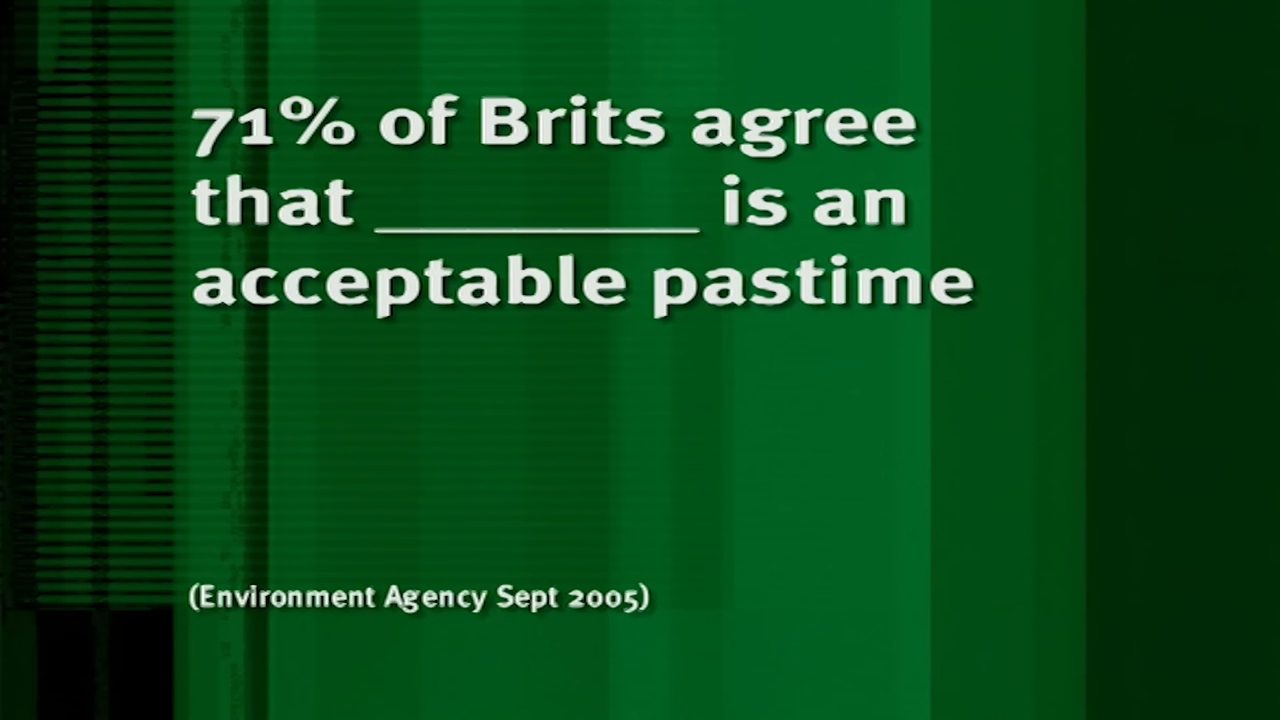 71% of Brits agree
that __________ is an
acceptable pastime
(Environment Agency Sept 2005)